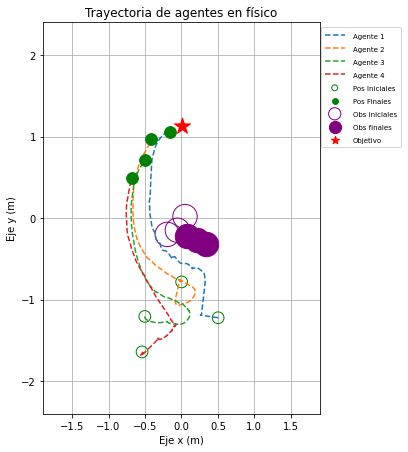 Trayectoria de agentes en físico
Agente 1
Agente 2
Agente 3
Agente 4
Pos Iniciales
Pos Finales
Obs iniciales
Obs finales
Objetivo
Eje y (m)
2
1
0
−1
−2
−1.5
−1.0
−0.5
0.0
0.5
1.0
1.5
Eje x (m)